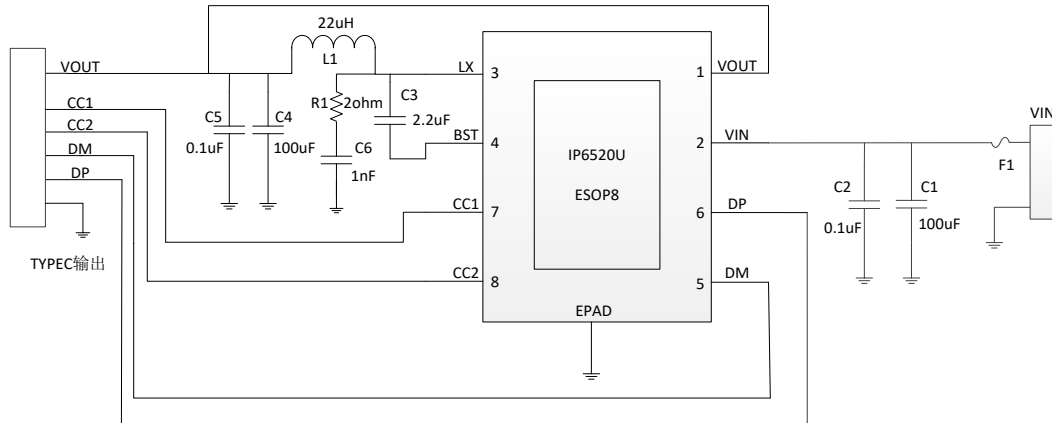 22uH
L1
VOUT
CC1
CC2
DM
DP
TYPEC输出
C5
0.1uF
C4
100uF
R1
2ohm
C6
1nF
C3
2.2uF
LX
3
BST
4
CC1
7
CC2
8
IP6520U
ESOP8
EPAD
1
VOUT
2
VIN
6
DP
5
DM
C2
0.1uF
C1
100uF
F1
VIN